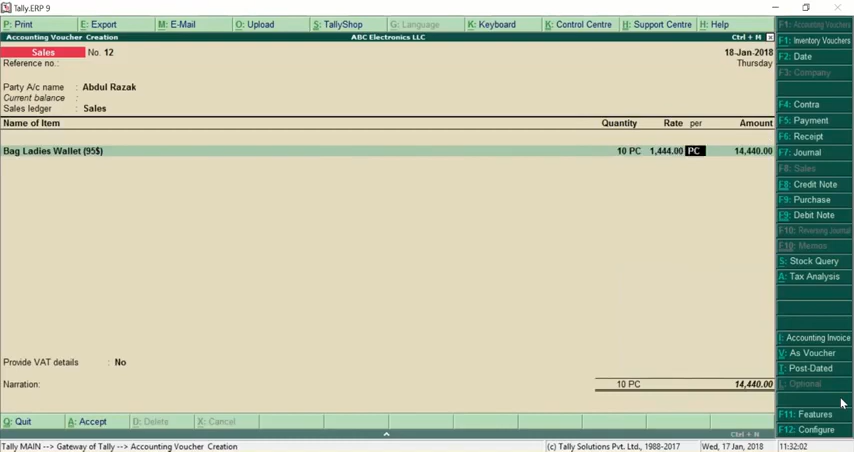 Tally.ERP 9
P: Print E: Export M: E-Mail O: Upload S: TallyShop G: Language K: Keyboard K: Control Centre H: Support Centre H: Help
Accounting Voucher Creation ABC Electronics LLC Ctrl + M
Sales No. 12 18-Jan-2018
Reference no.: Thursday
Party A/c name : Abdul Razak
Current balance :
Sales ledger : Sales
Name of Item Quantity Rate per Amount
Bag Ladies Wallet (95$) 10 PC 1,444.00 PC 14,440.00
Provide VAT details : No
Narration: 10 PC 14,440.00
Q: Quit A: Accept D: Delete X: Cancel
Ctrl + N
Tally MAIN --> Gateway of Tally --> Accounting Voucher Creation (c) Tally Solutions Pvt. Ltd., 1988-2017 Wed, 17 Jan, 2018 11:32:02
F1: Accounting Vouchers
F1: Inventory Vouchers
F2: Date
F3: Company
F4: Contra
F5: Payment
F6: Receipt
F7: Journal
F8: Sales
F8: Credit Note
F9: Purchase
F9: Debit Note
F10: Reversing Journal
F10: Memos
S: Stock Query
A: Tax Analysis
I: Accounting Invoice
V: As Voucher
T: Post-Dated
L: Optional
F11: Features
F12: Configure